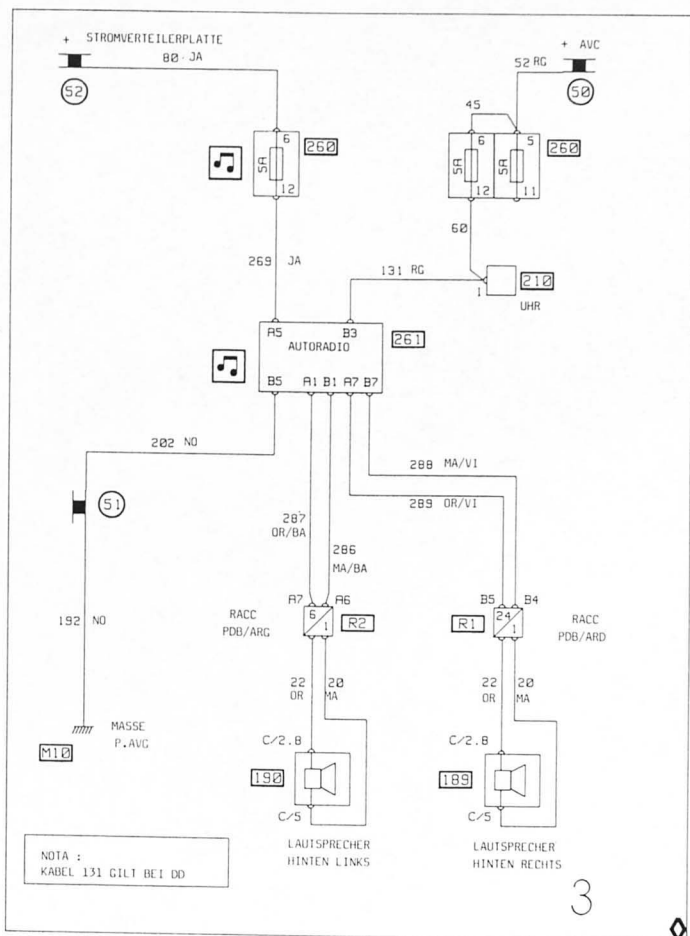 + STROMVERTEILERPLATTE
80 JA
52
+ AVC
52 RG
50
45
6
5A
12
260
6
5
5A
5A
12
11
260
60
269 JA
131 RG
1
210
UHR
A5
B3
AUTORADIO
261
B5 A1 B1 A7 B7
202 NO
288 MA/VI
289 OR/VI
51
287
OR/BA
286
MA/BA
192 NO
A7
A6
RACC
PDB/ARG
6
1
R2
B5
B4
R1
24
1
RACC
PDB/ARD
22
OR
20
MA
22
OR
20
MA
MASSE
P.AVG
M10
C/2.8
190
C/5
C/2.8
189
C/5
LAUTSPRECHER
HINTEN LINKS
LAUTSPRECHER
HINTEN RECHTS
NOTA :
KABEL 131 GILT BEI DD
3